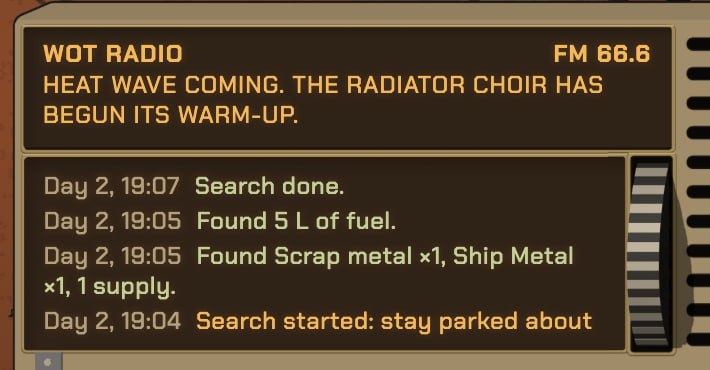 WOT RADIO FM 66.6
HEAT WAVE COMING. THE RADIATOR CHOIR HAS
BEGUN ITS WARM-UP.
Day 2, 19:07 Search done.
Day 2, 19:05 Found 5 L of fuel.
Day 2, 19:05 Found Scrap metal ×1, Ship Metal
×1, 1 supply.
Day 2, 19:04 Search started: stay parked about